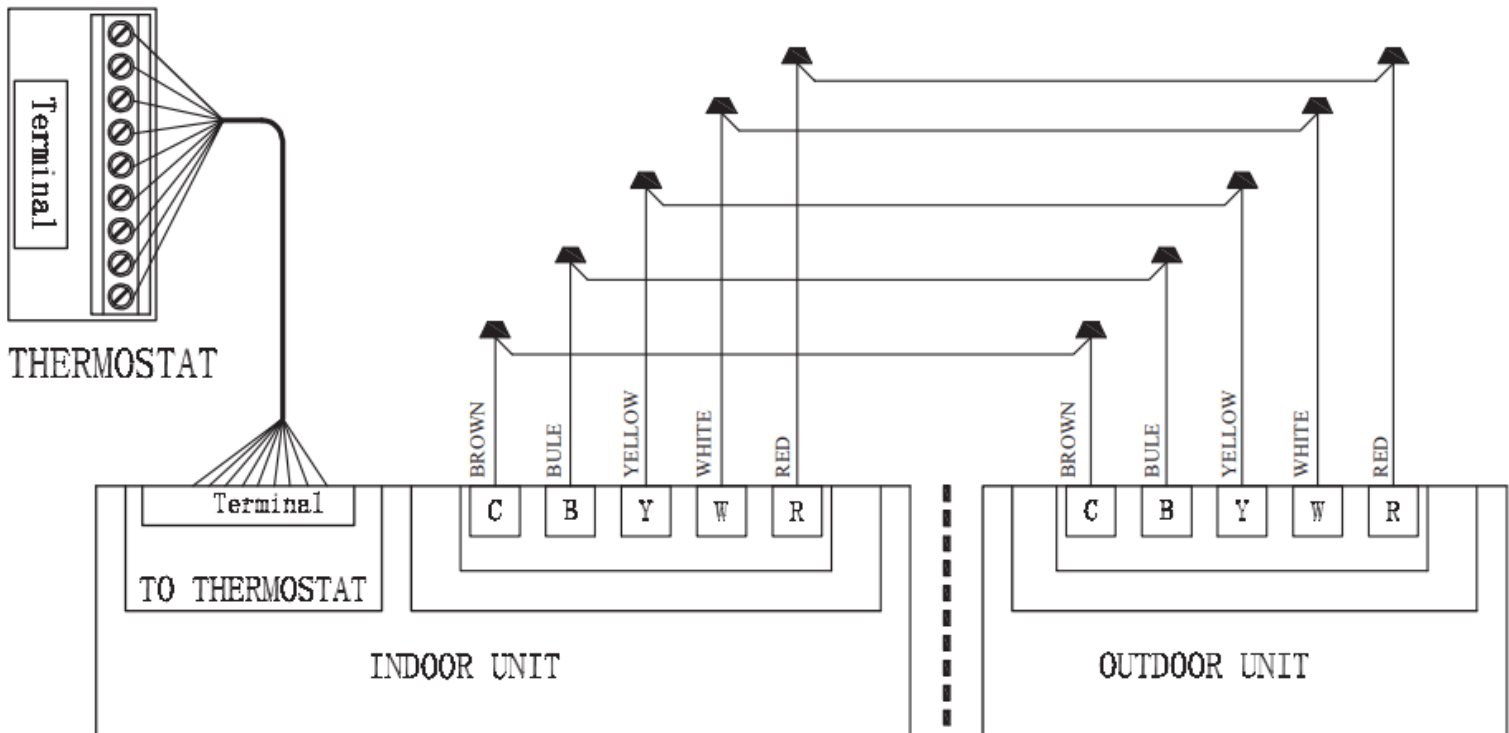 Terminal
THERMOSTAT
BROWN
BULE
YELLOW
WHITE
RED
BROWN
BULE
YELLOW
WHITE
RED
Terminal
C B Y W R
C B Y W R
TO THERMOSTAT
INDOOR UNIT
OUTDOOR UNIT